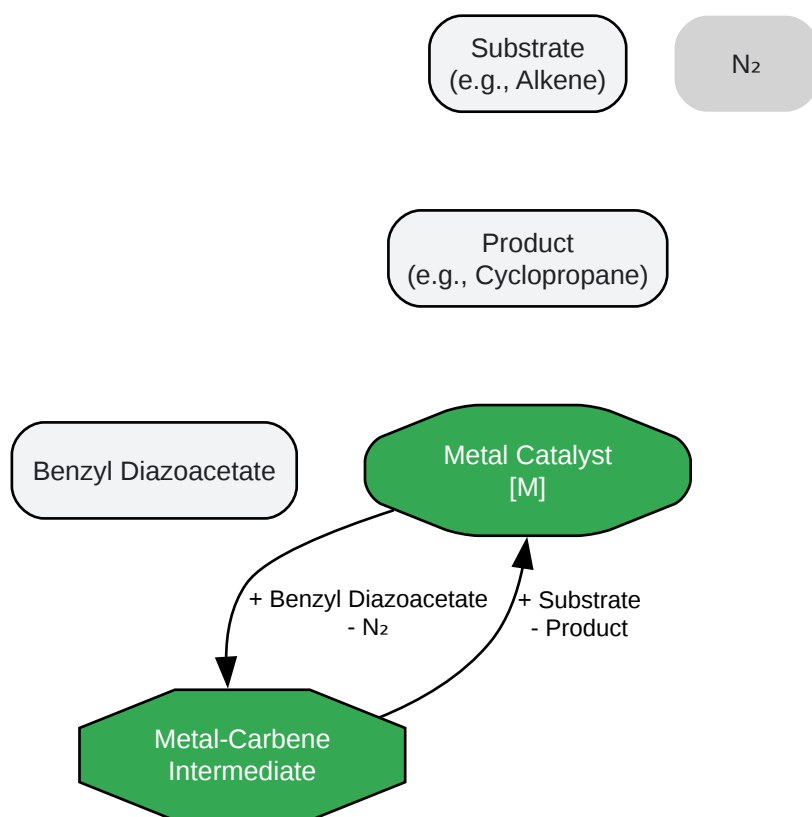 Substrate
(e.g., Alkene)
N₂
Product
(e.g., Cyclopropane)
Benzyl Diazoacetate
Metal Catalyst
[M]
+ Benzyl Diazoacetate
- N₂
+ Substrate
- Product
Metal-Carbene
Intermediate